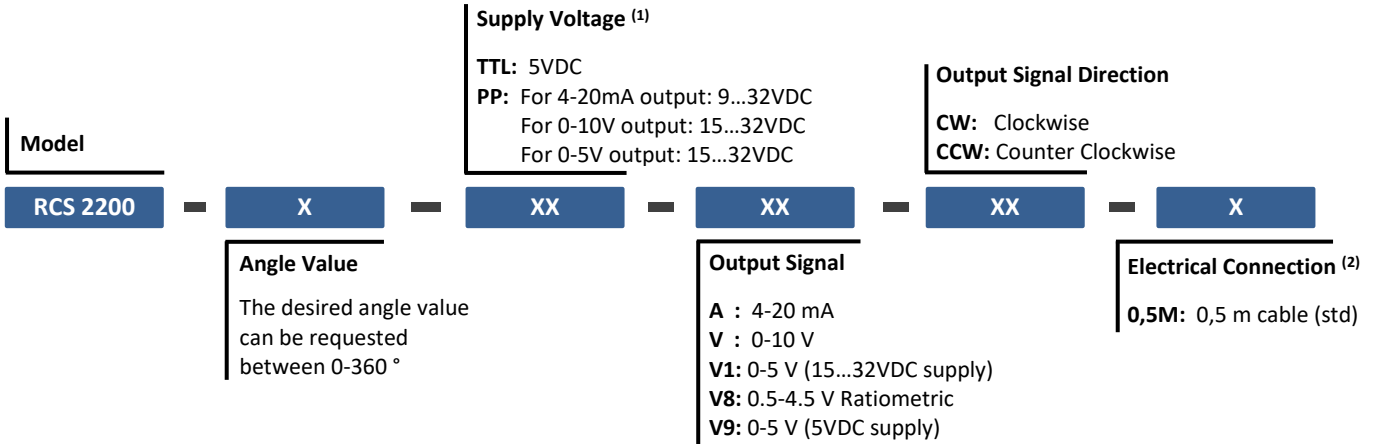 Supply Voltage (1)
TTL: 5VDC
PP: For 4-20mA output: 9...32VDC
For 0-10V output: 15...32VDC
For 0-5V output: 15...32VDC
Output Signal Direction
CW: Clockwise
CCW: Counter Clockwise
Model
RCS 2200 - X - XX - XX - XX - X
Angle Value
The desired angle value
can be requested
between 0-360 °
Output Signal
A : 4-20 mA
V : 0-10 V
V1: 0-5 V (15...32VDC supply)
V8: 0.5-4.5 V Ratiometric
V9: 0-5 V (5VDC supply)
Electrical Connection (2)
0,5M: 0,5 m cable (std)